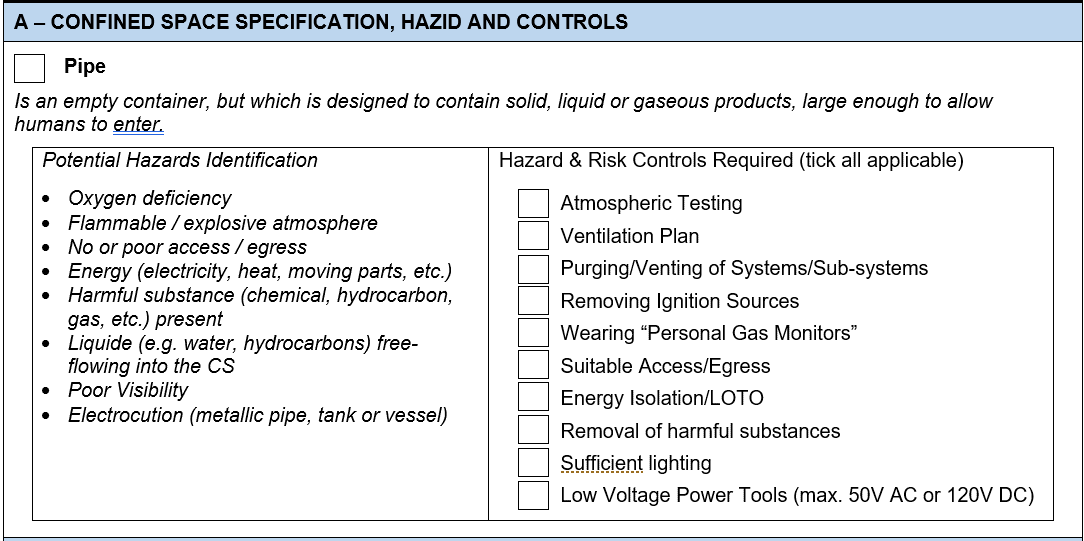 A – CONFINED SPACE SPECIFICATION, HAZID AND CONTROLS
Pipe
Is an empty container, but which is designed to contain solid, liquid or gaseous products, large enough to allow
humans to enter.
Potential Hazards Identification
• Oxygen deficiency
• Flammable / explosive atmosphere
• No or poor access / egress
• Energy (electricity, heat, moving parts, etc.)
• Harmful substance (chemical, hydrocarbon,
gas, etc.) present
• Liquide (e.g. water, hydrocarbons) free-
flowing into the CS
• Poor Visibility
• Electrocution (metallic pipe, tank or vessel)
Hazard & Risk Controls Required (tick all applicable)
Atmospheric Testing
Ventilation Plan
Purging/Venting of Systems/Sub-systems
Removing Ignition Sources
Wearing “Personal Gas Monitors”
Suitable Access/Egress
Energy Isolation/LOTO
Removal of harmful substances
Sufficient lighting
Low Voltage Power Tools (max. 50V AC or 120V DC)